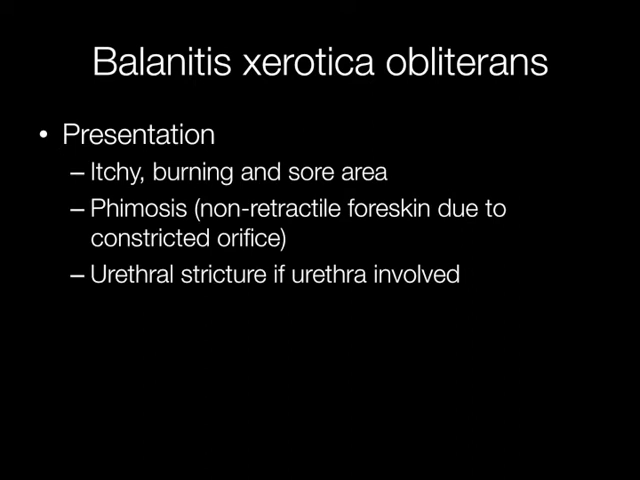 Balanitis xerotica obliterans
• Presentation
– Itchy, burning and sore area
– Phimosis (non-retractile foreskin due to
constricted orifice)
– Urethral stricture if urethra involved